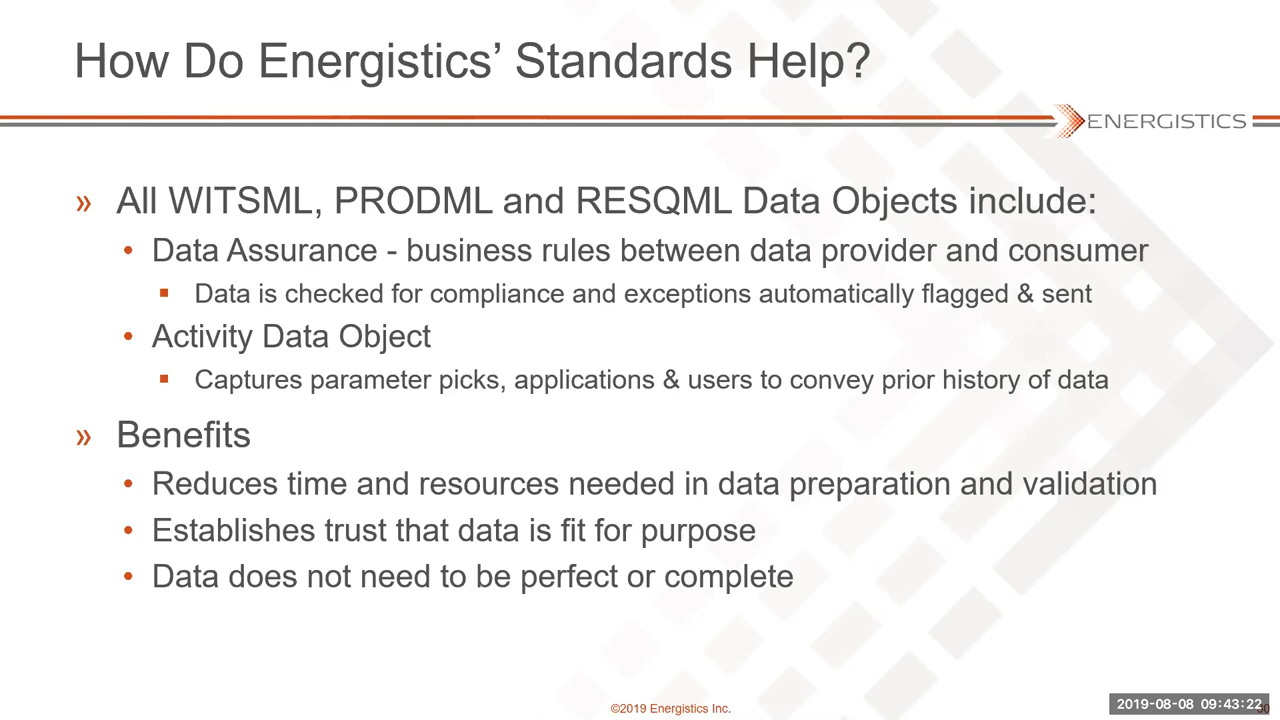 How Do Energistics' Standards Help?
ENERGISTICS
» All WITSML, PRODML and RESQML Data Objects include:
• Data Assurance - business rules between data provider and consumer
▪ Data is checked for compliance and exceptions automatically flagged & sent
• Activity Data Object
▪ Captures parameter picks, applications & users to convey prior history of data
» Benefits
• Reduces time and resources needed in data preparation and validation
• Establishes trust that data is fit for purpose
• Data does not need to be perfect or complete
©2019 Energistics Inc.
2019-08-08 09:43:22